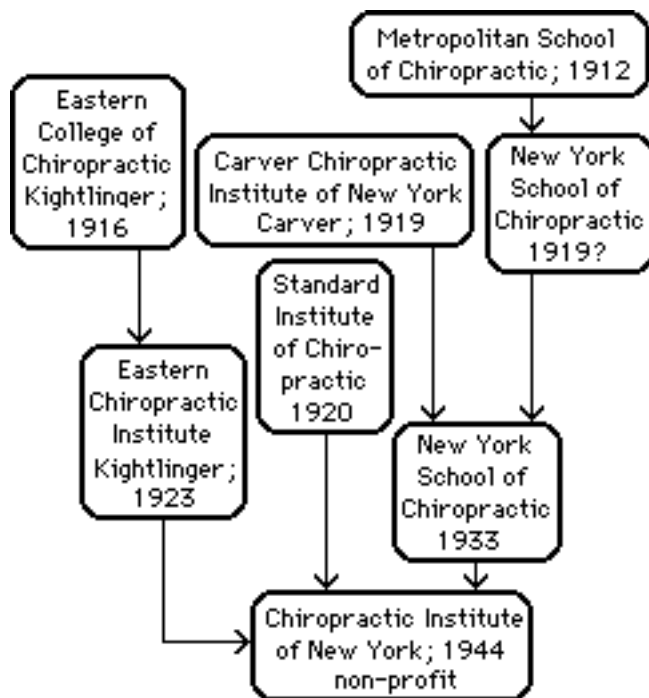 Metropolitan School
of Chiropractic; 1912
Eastern
College of
Chiropractic
Kightlinger;
1916
Carver Chiropractic
Institute of New York
Carver; 1919
New York
School of
Chiropractic
1919?
Standard
Institute
of Chiro-
practic
1920
Eastern
Chiropractic
Institute
Kightlinger;
1923
New York
School of
Chiropractic
1933
Chiropractic Institute
of New York; 1944
non-profit